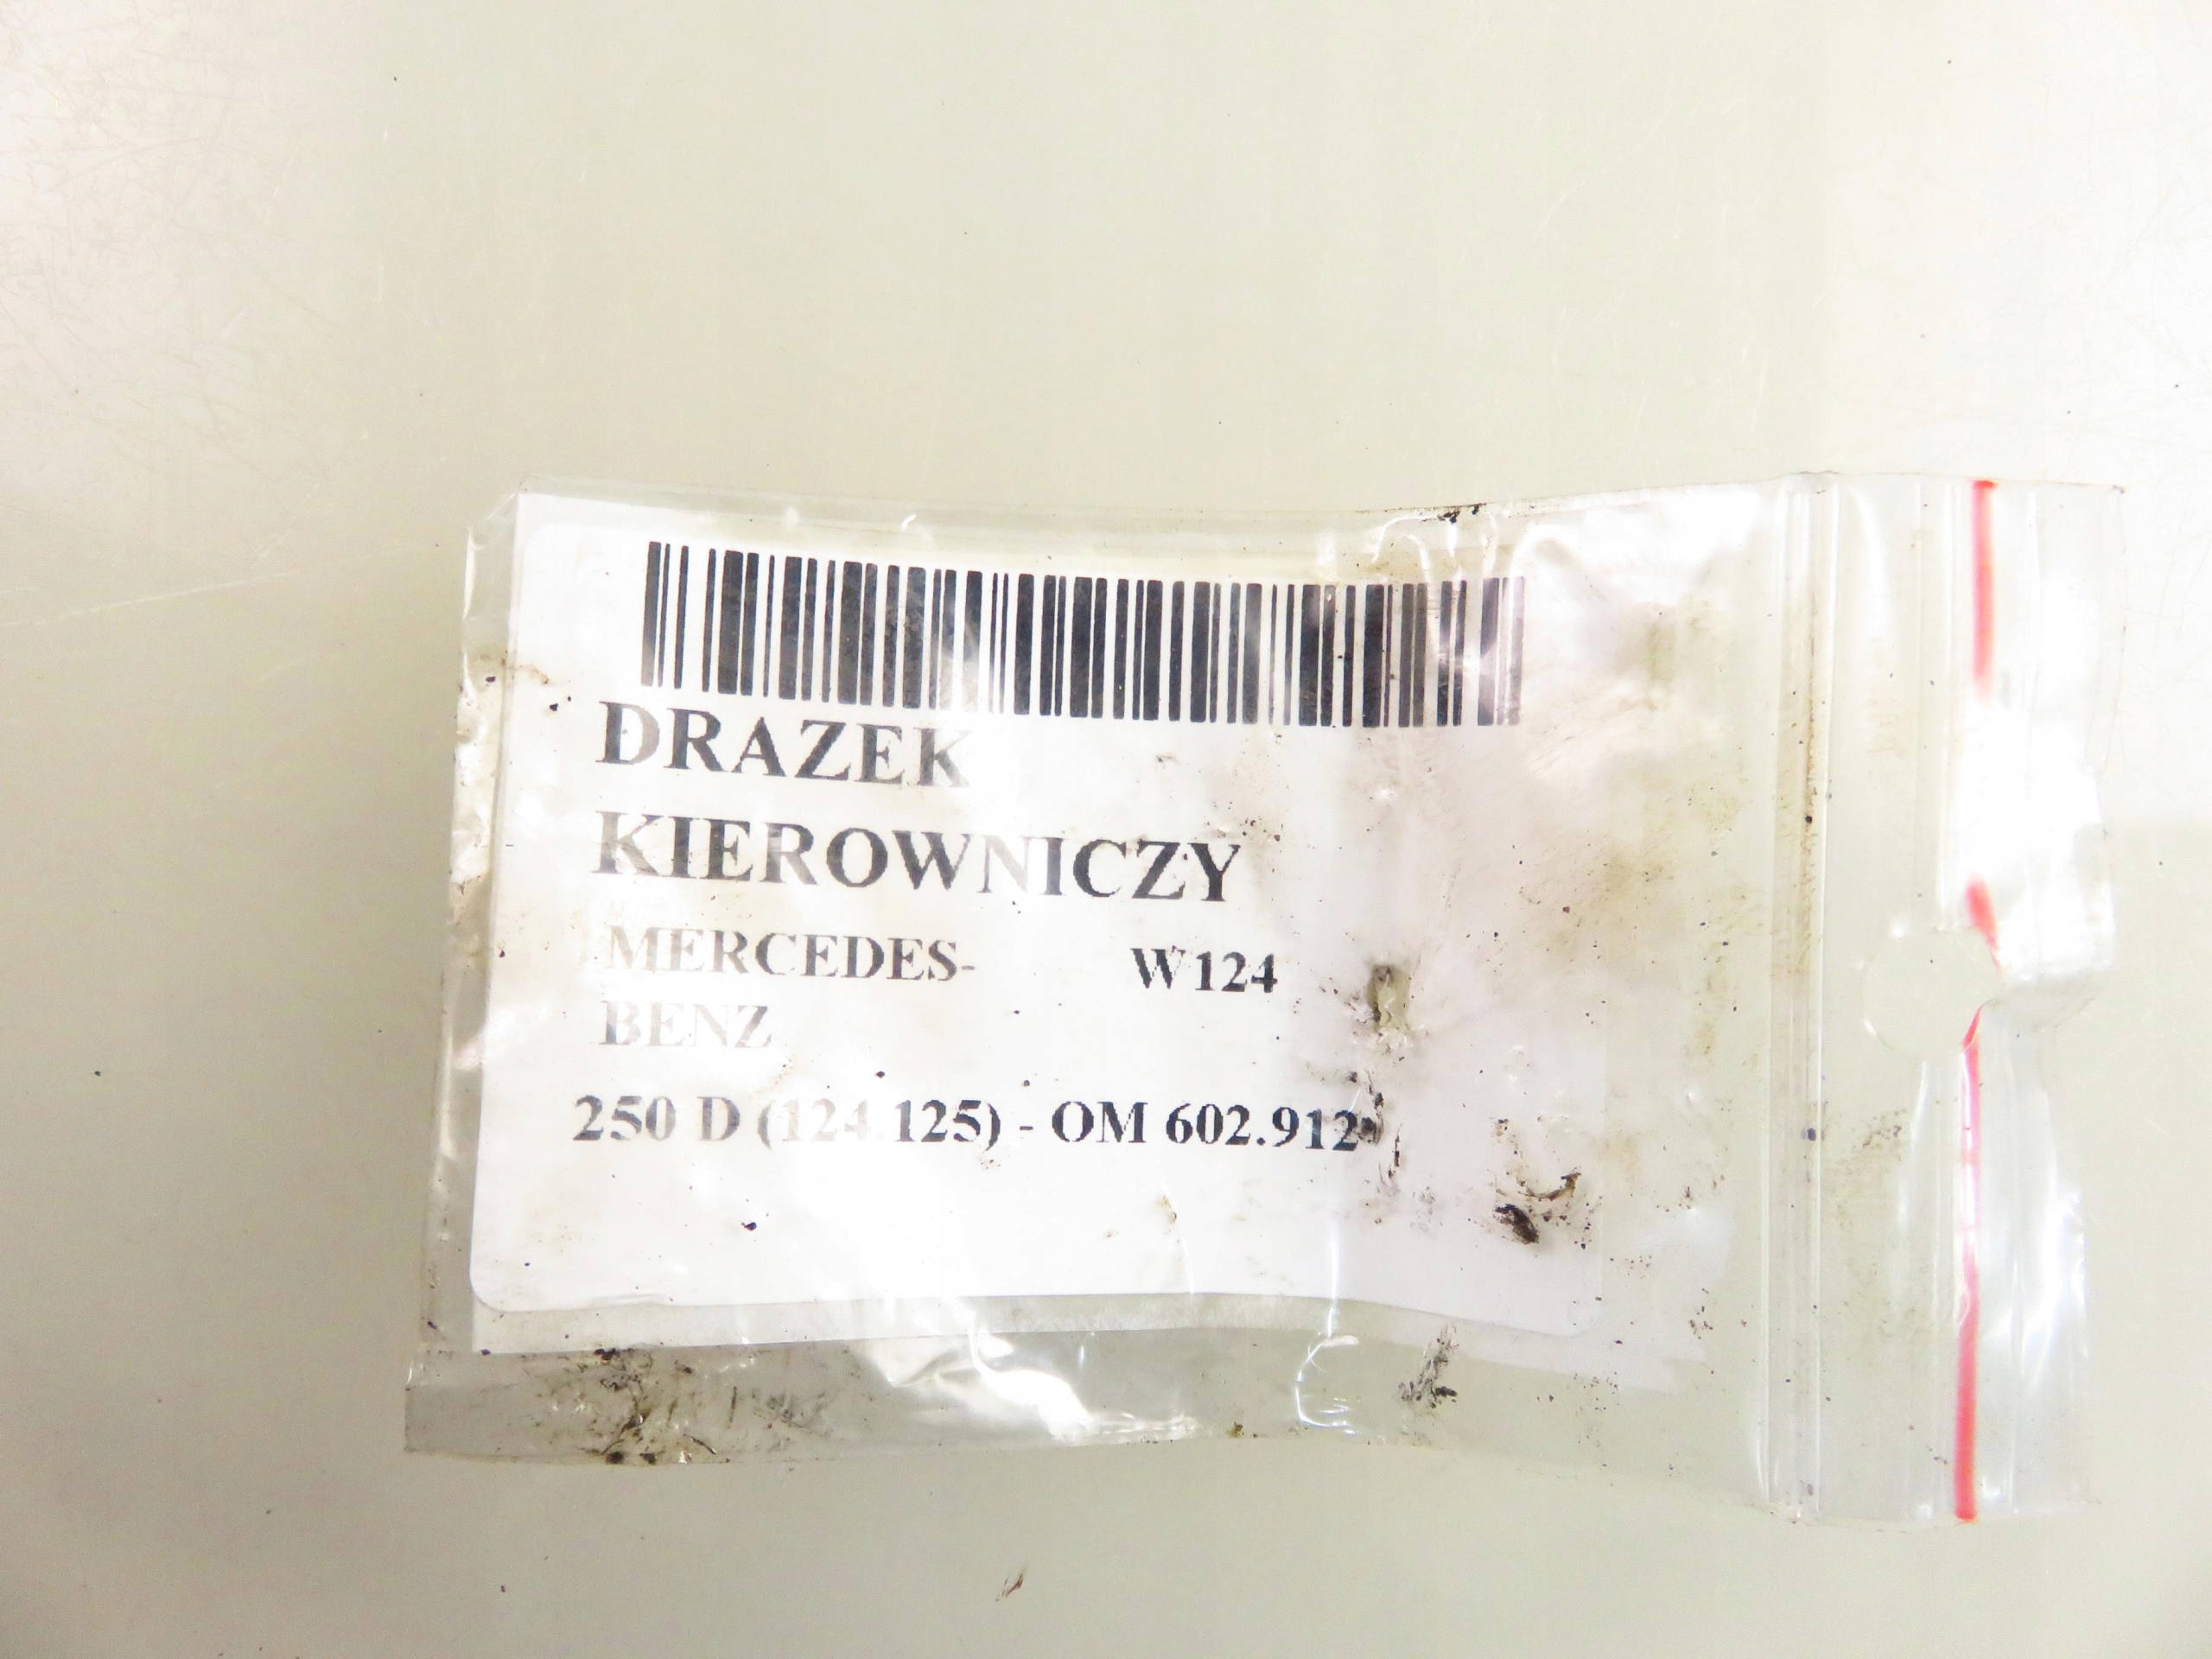 DRAZEK
KIEROWNICZY
MERCEDES- W124
BENZ
250 D (124.125) - OM 602.912